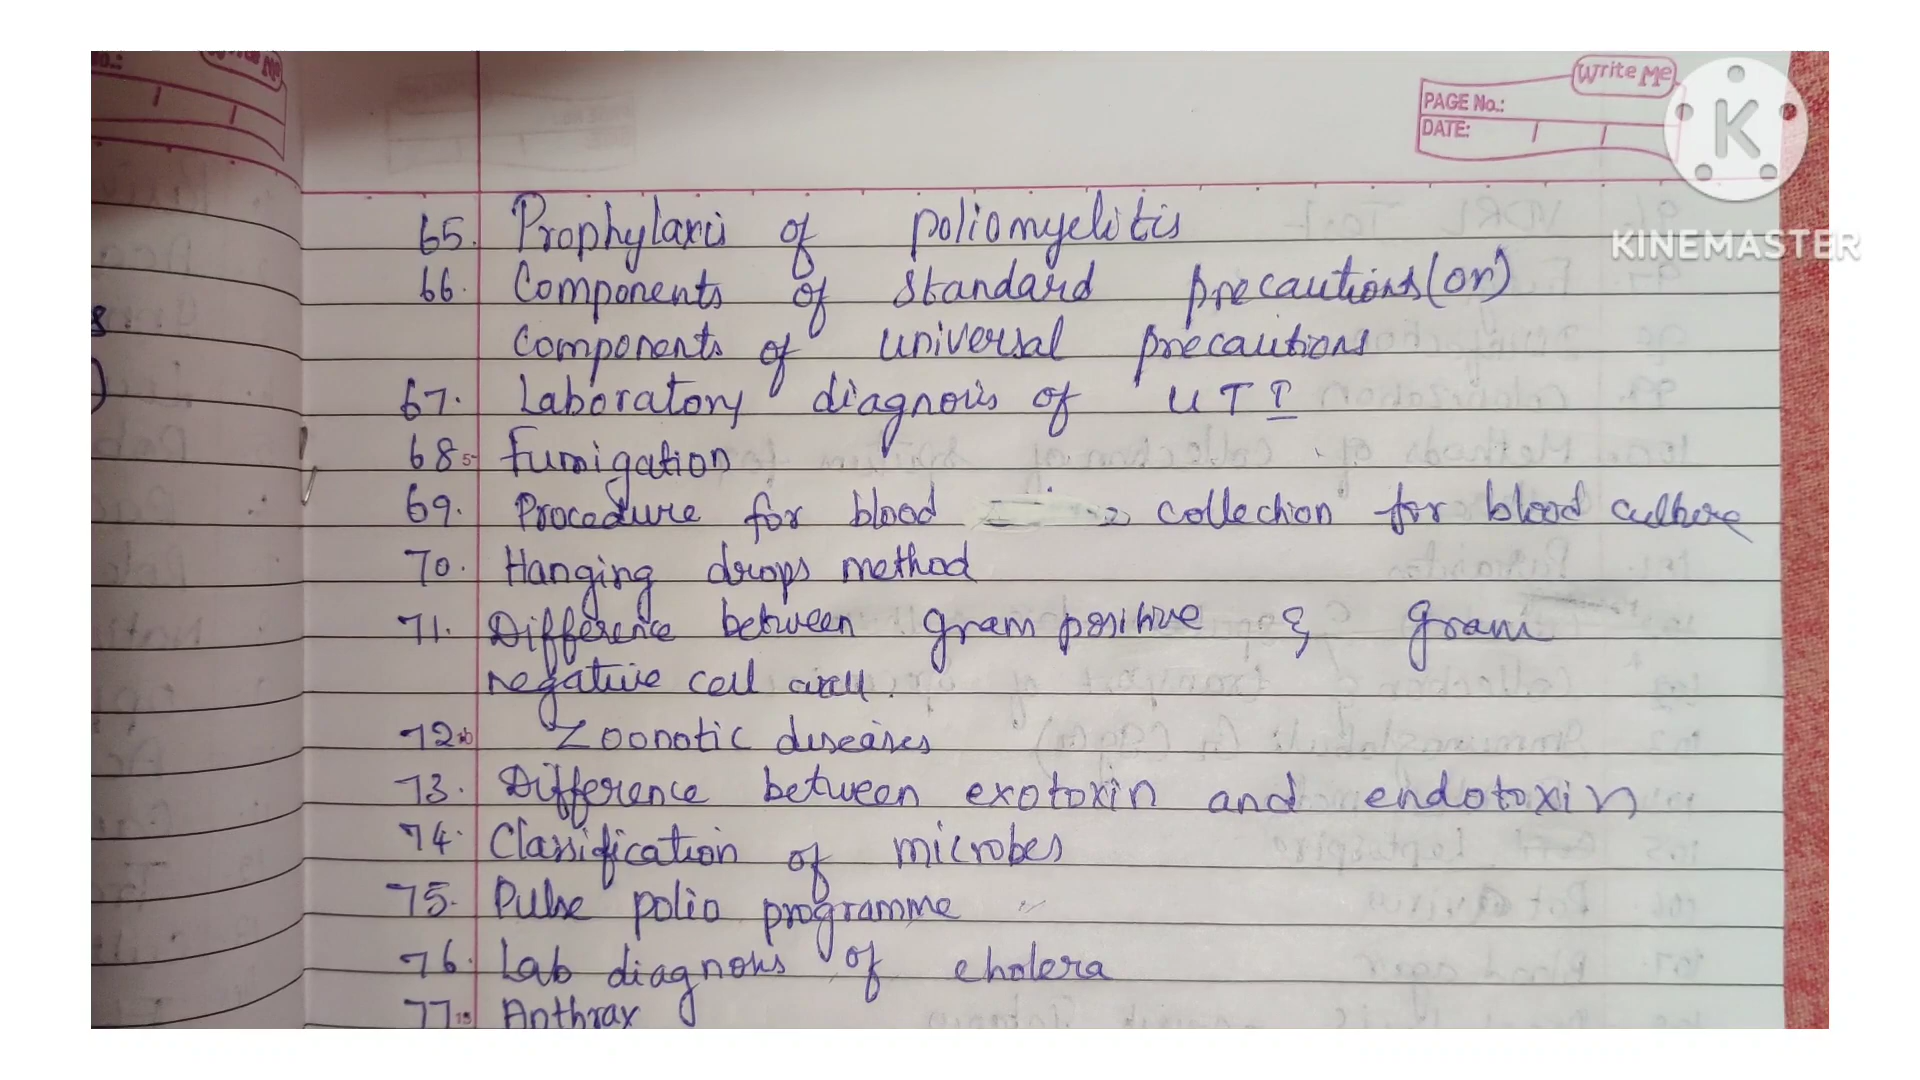 Write Me
PAGE No.:
DATE:
KINEMASTER
65. Prophylaxis of poliomyelitis
66. Components of standard precautions (or)
Components of universal precautions
67. Laboratory diagnosis of UTI
68. Fumigation
69. Procedure for blood collection for blood culture
70. Hanging drops method
71. Difference between gram positive & gram
negative cell wall.
72. Zoonotic diseases
73. Difference between exotoxin and endotoxin
74. Classification of microbes
75. Pulse polio programme
76. Lab diagnosis of cholera
77. Anthrax